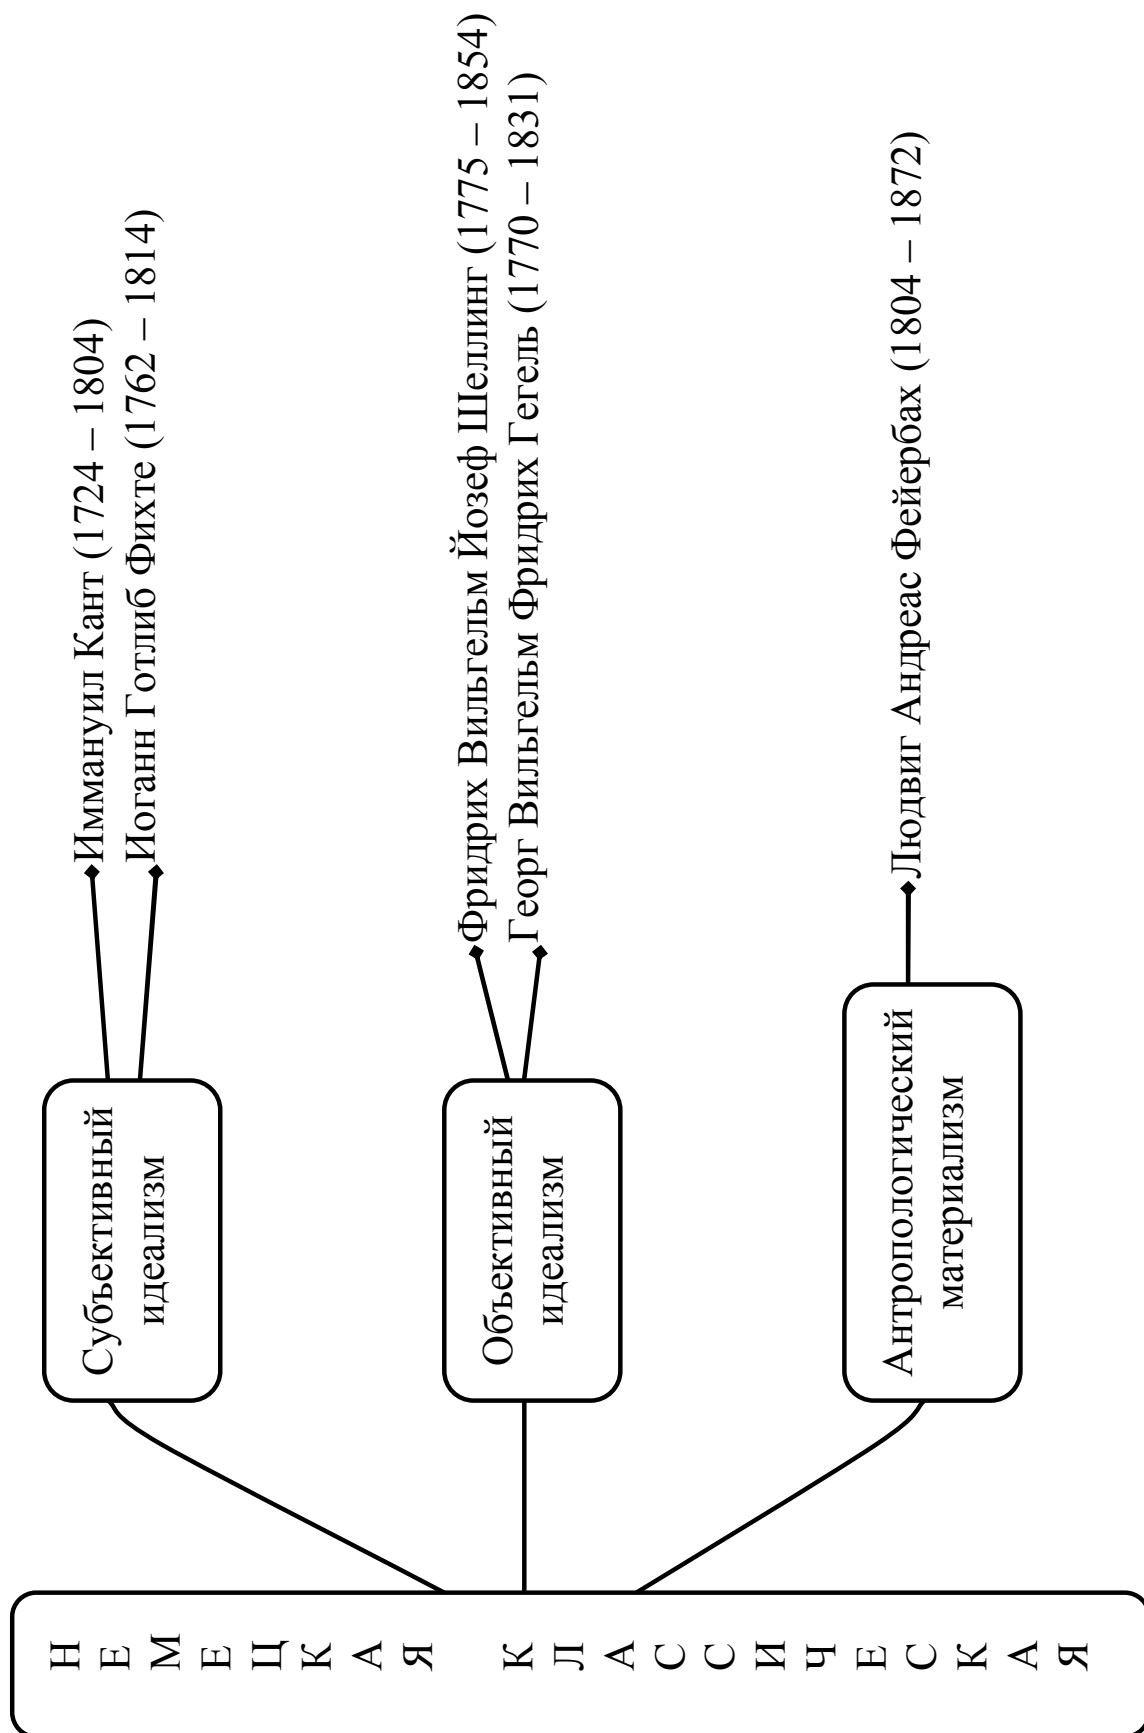 НЕМЕЦКАЯ КЛАССИЧЕСКАЯ
Субъективный
идеализм
Иммануил Кант (1724 – 1804)
Иоганн Готлиб Фихте (1762 – 1814)
Объективный
идеализм
Фридрих Вильгельм Йозеф Шеллинг (1775 – 1854)
Георг Вильгельм Фридрих Гегель (1770 – 1831)
Антропологический
материализм
Людвиг Андреас Фейербах (1804 – 1872)